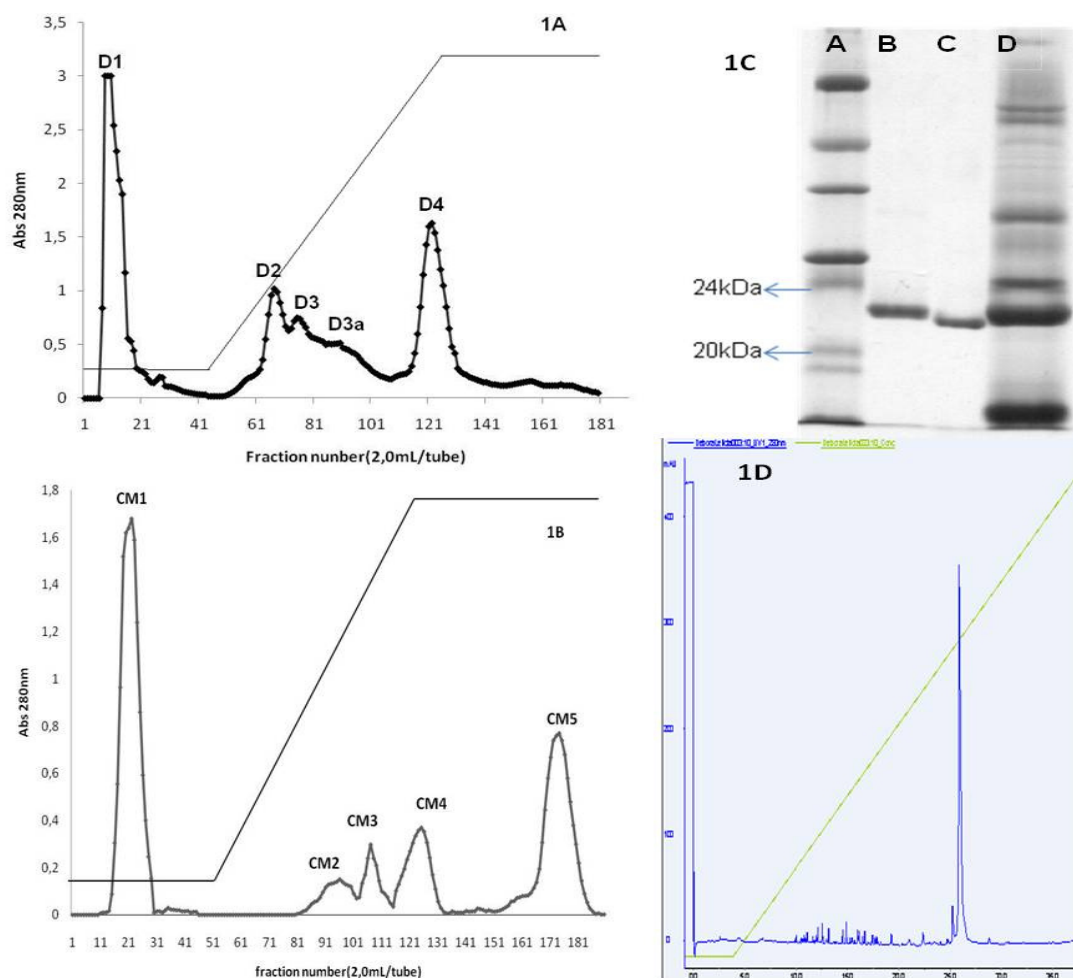 1A
3,5
3
2,5
2
1,5
1
0,5
0
Abs 280nm
D1
D2
D3
D3a
D4
1 21 41 61 81 101 121 141 161 181
Fraction number(2,0mL/tube)
1C
A B C D
24kDa
20kDa
1B
1,8
1,6
1,4
1,2
1
0,8
0,6
0,4
0,2
0
Abs 280nm
CM1
CM2
CM3
CM4
CM5
1 11 21 31 41 51 61 71 81 91 101 111 121 131 141 151 161 171 181
fraction number(2,0mL/tube)
1D
mAU